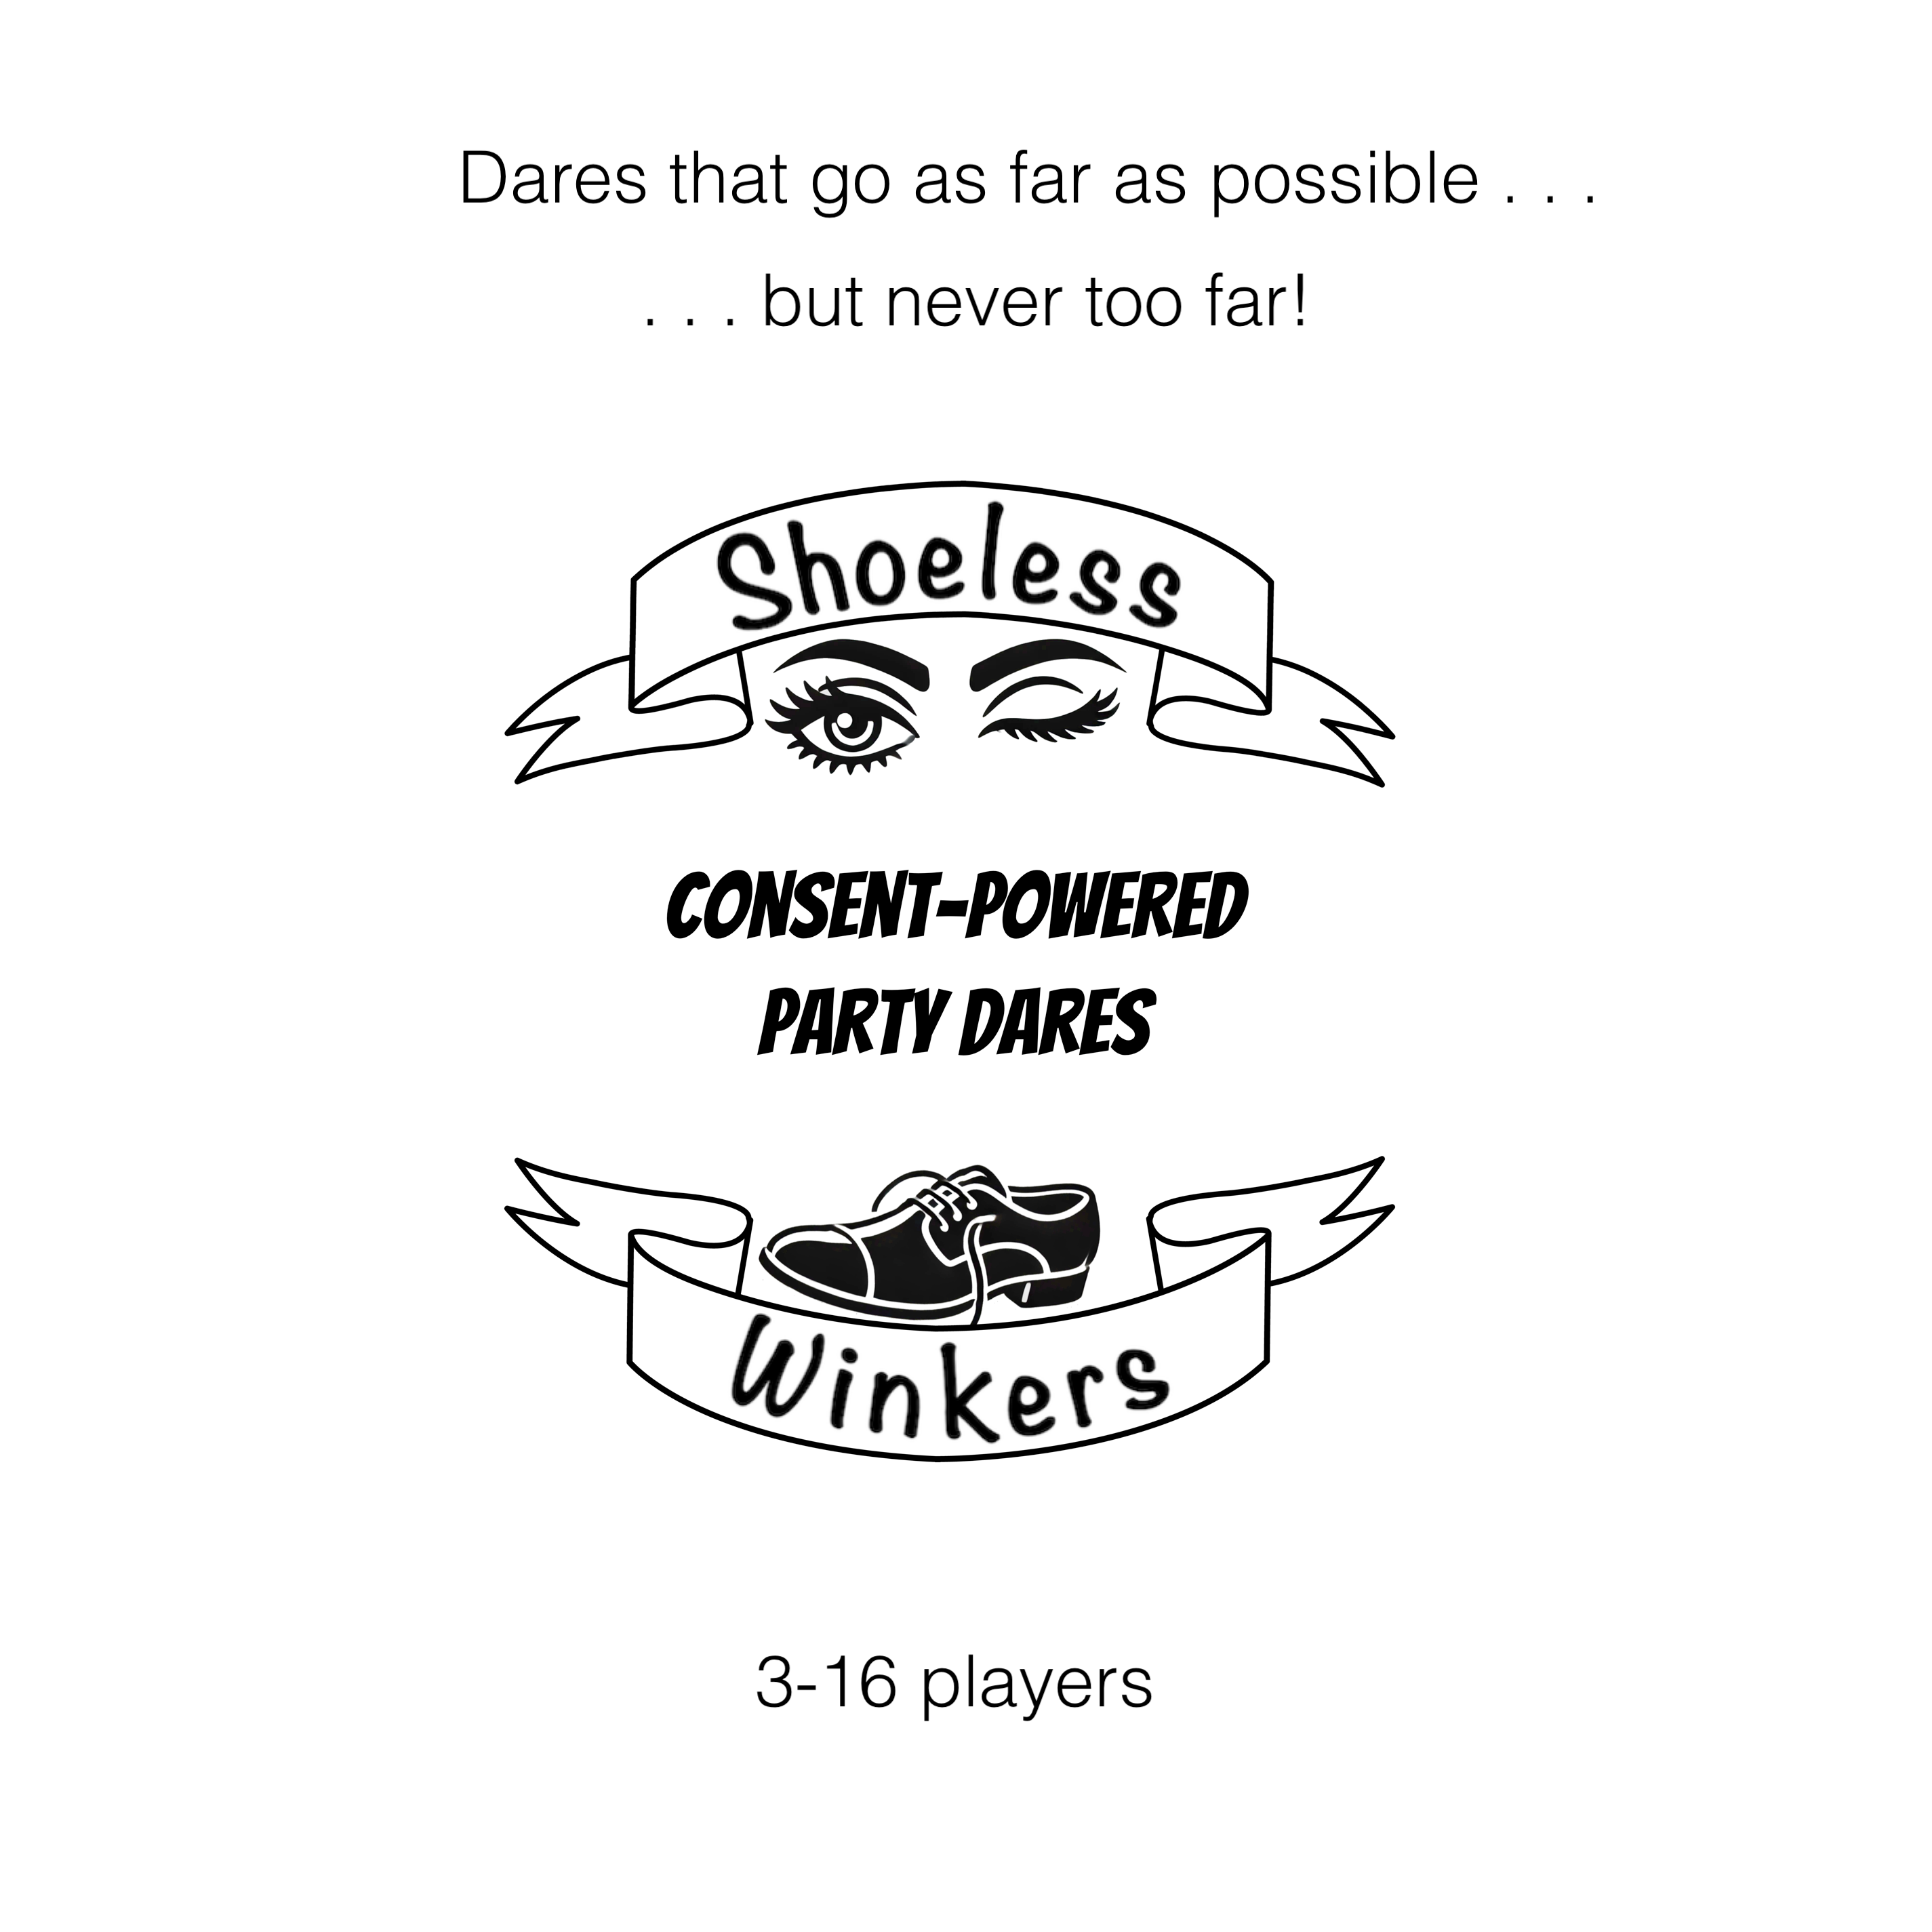 Dares that go as far as possible . . .
. . . but never too far!
Shoeless
CONSENT-POWERED
PARTY DARES
Winkers
3-16 players